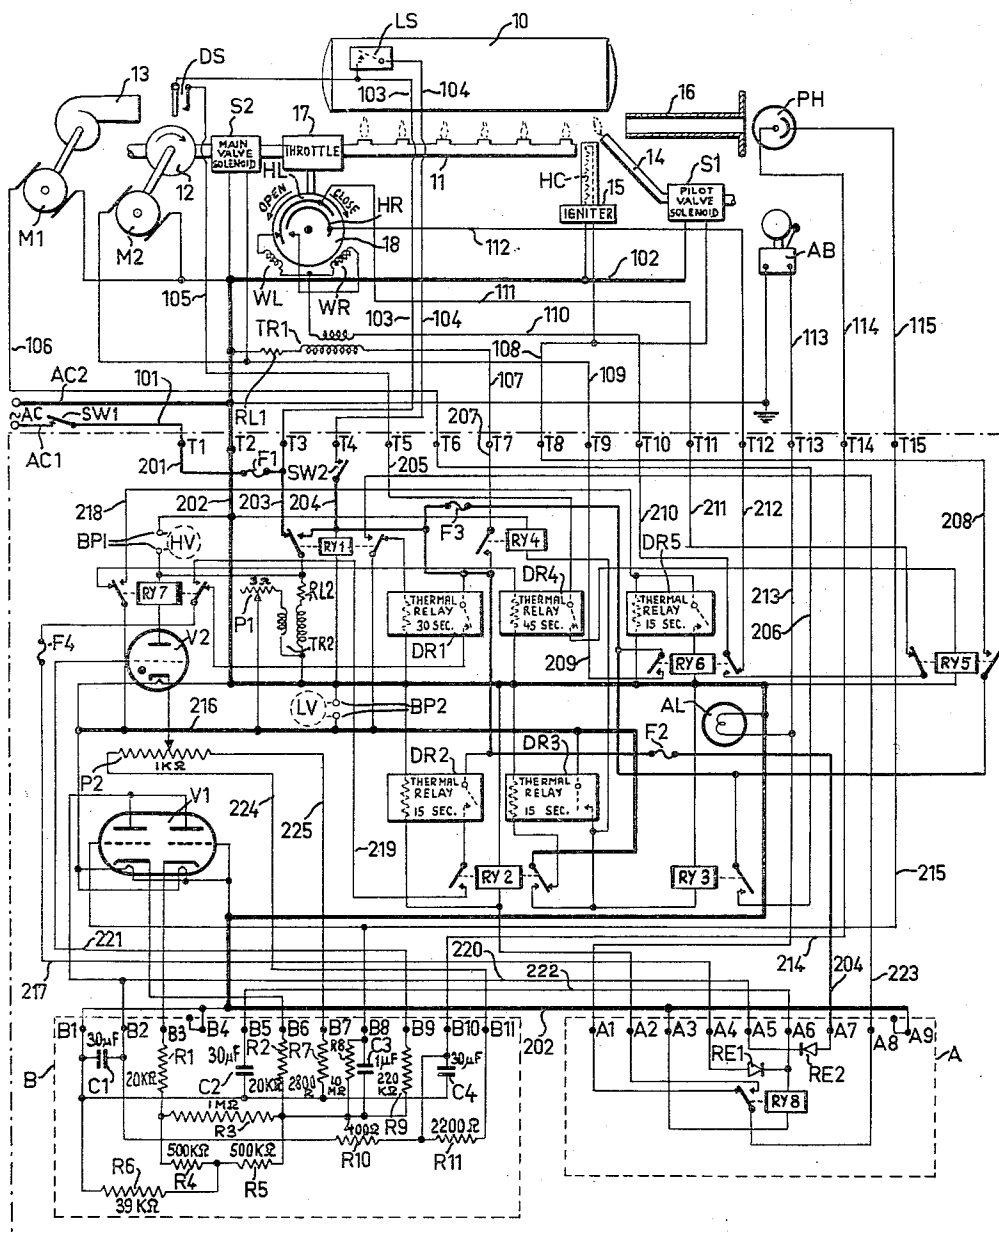 LS
10
13
DS
103
104
16
PH
S2
17
MAIN
VALVE
SOLENOID
THROTTLE
12
HL
11
HC
14
S1
PILOT
VALVE
SOLENOID
15
IGNITER
OPEN
CLOSE
HR
18
M1
M2
112
102
AB
WL
WR
105
111
103
104
110
113
114
115
106
TR1
108
AC2
101
107
109
AC
SW1
RL1
207
AC1
T1
T2
T3
T4
T5
T6
T7
T8
T9
T10
T11
T12
T13
T14
T15
201
F1
SW2
205
218
202
203
204
F3
210
211
212
208
BP1
HV
RY1
RY4
DR5
DR4
213
3Ω
RL2
RY7
THERMAL
RELAY
30 SEC.
THERMAL
RELAY
45 SEC.
THERMAL
RELAY
15 SEC.
P1
206
F4
V2
TR2
DR1
209
RY6
RY5
216
LV
BP2
AL
F2
1KΩ
P2
DR2
DR3
V1
THERMAL
RELAY
15 SEC.
THERMAL
RELAY
15 SEC.
224
225
219
RY2
RY3
215
221
220
214
217
222
204
223
B1
B2
B3
B4
B5
B6
B7
B8
B9
B10
B11
202
A1
A2
A3
A4
A5
A6
A7
A8
A9
30μF
R1
30μF
R2
R7
R8
C3
1μF
30μF
RE1
A
B
C1
20KΩ
C2
20KΩ
2800
Ω
10
MΩ
220
KΩ
C4
RE2
1MΩ
R9
RY8
R3
400Ω
2200Ω
500KΩ
500KΩ
R10
R11
R6
R4
R5
39 KΩ